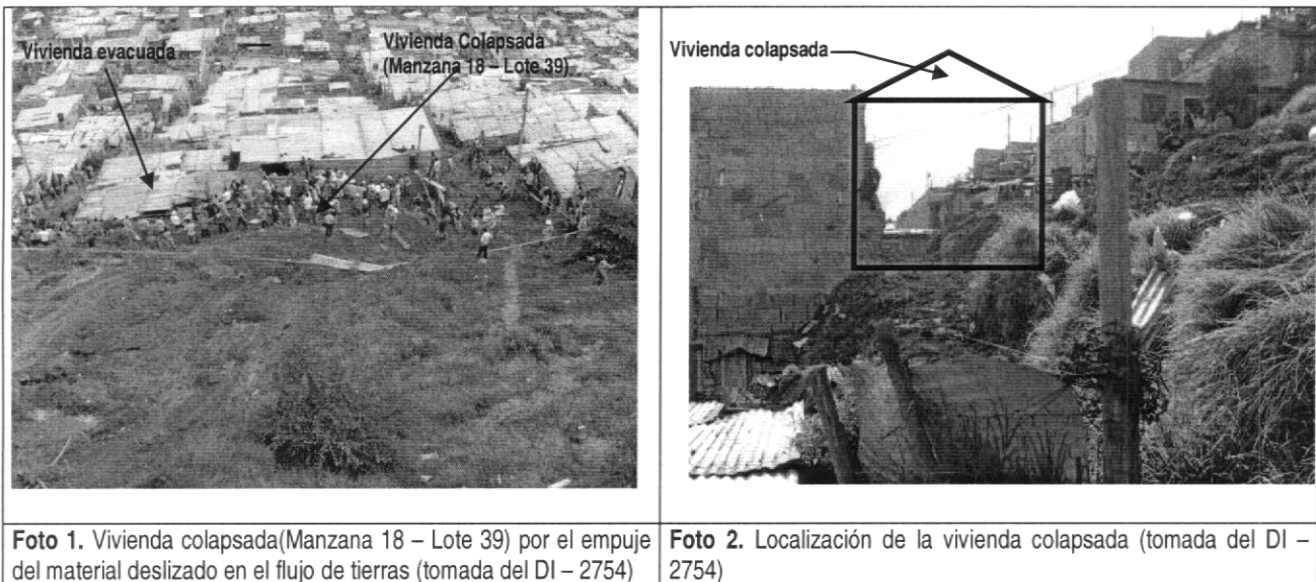 Vivienda evacuada
Vivienda Colapsada
(Manzana 18 – Lote 39)
Vivienda colapsada
Foto 1. Vivienda colapsada(Manzana 18 – Lote 39) por el empuje
del material deslizado en el flujo de tierras (tomada del DI – 2754)
Foto 2. Localización de la vivienda colapsada (tomada del DI –
2754)